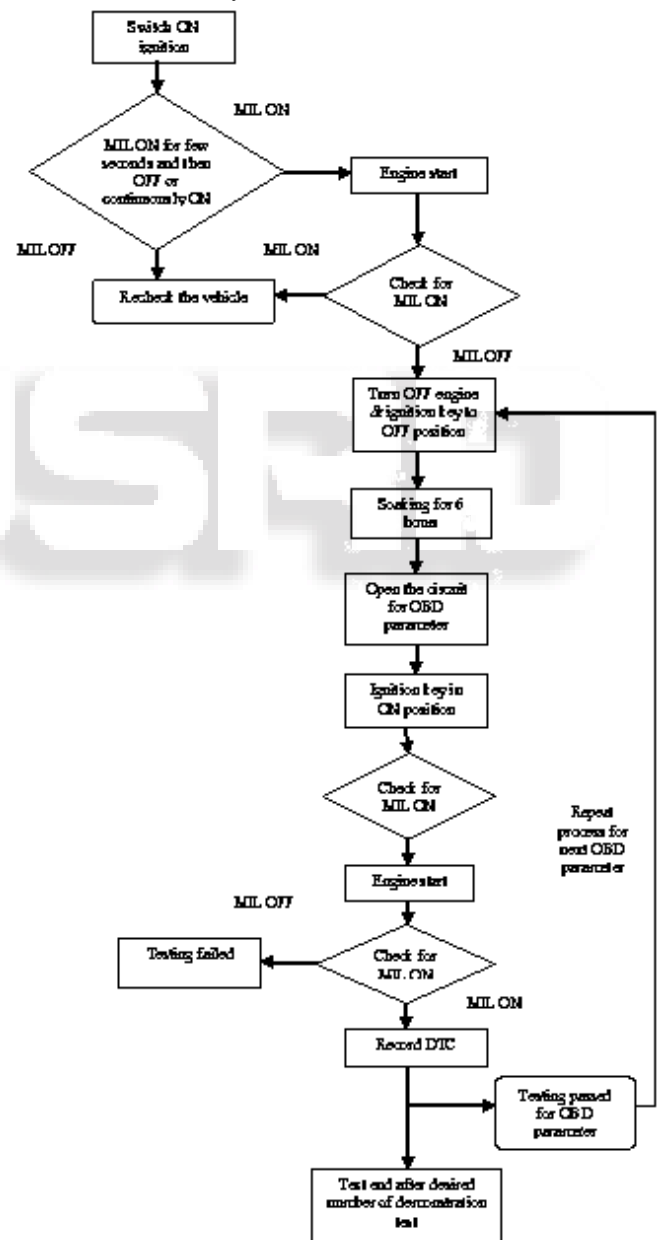 Switch ON
ignition
MIL ON
MIL ON for few
seconds and then
OFF or
continuously ON
Engine start
MIL OFF
MIL ON
Recheck the vehicle
Check for
MIL ON
MIL OFF
Turn OFF engine
& ignition key to
OFF position
Soaking for 6
hours
Open the circuit
for OBD
parameter
Ignition key in
ON position
Check for
MIL ON
Repeat
process for
next OBD
parameter
Engine start
MIL OFF
Testing failed
Check for
MIL ON
MIL ON
Record DTC
Testing passed
for OBD
parameter
Test end after desired
number of demonstration
test